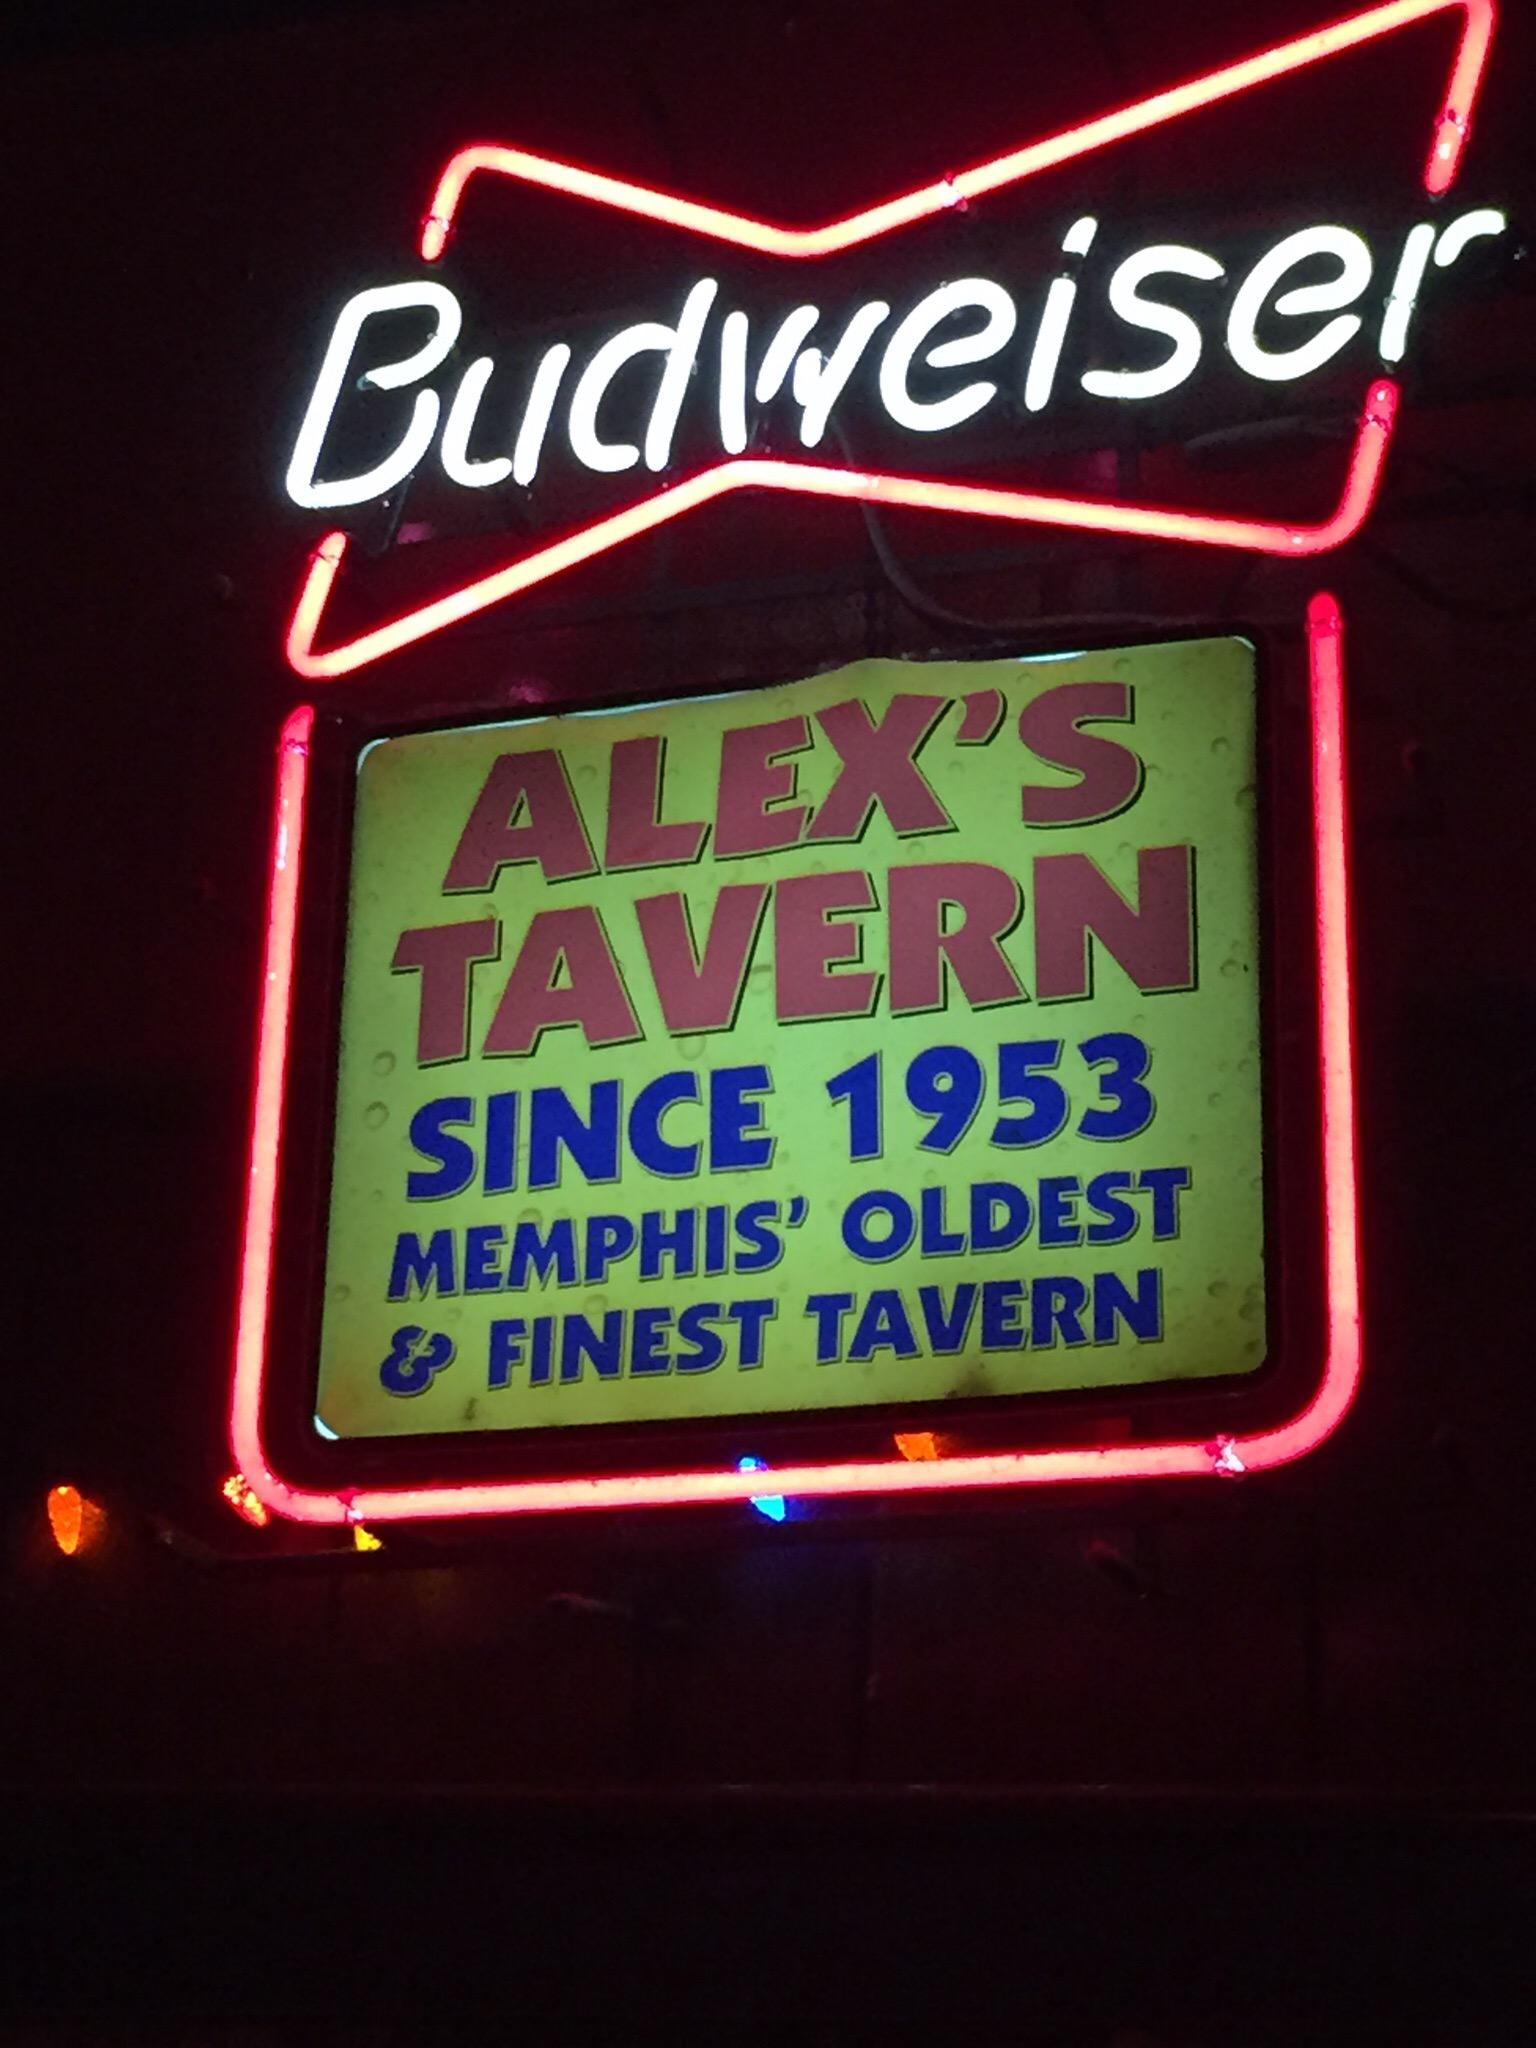 Budweiser
ALEX'S
TAVERN
SINCE 1953
MEMPHIS' OLDEST
& FINEST TAVERN